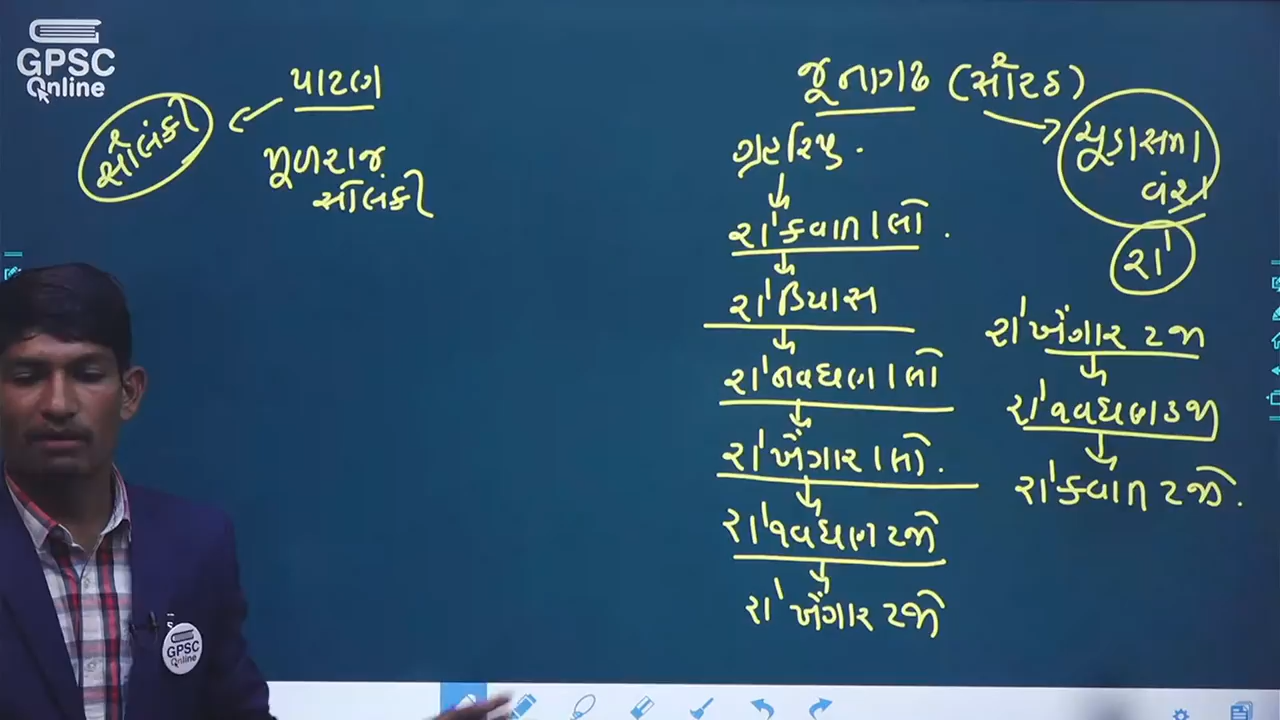 GPSC
Online
પાટણ
સોલંકી
મૂળરાજ
સોલંકી
જૂનાગઢ (સોરઠ)
ચૂડાસમા
વંશ
રા'
ગ્રહરિપુ.
રા'કવાત ૧લો.
રા'ડિયાસ
રા'નવઘણ ૧લો
રા'ખેંગાર ૧લો.
રા'નવઘણ ૨જો
રા'ખેંગાર ૨જો
રા'ખેંગાર ૨જા
રા'નવઘણ ૩જા
રા'કવાત ૨જો.
GPSC
Online